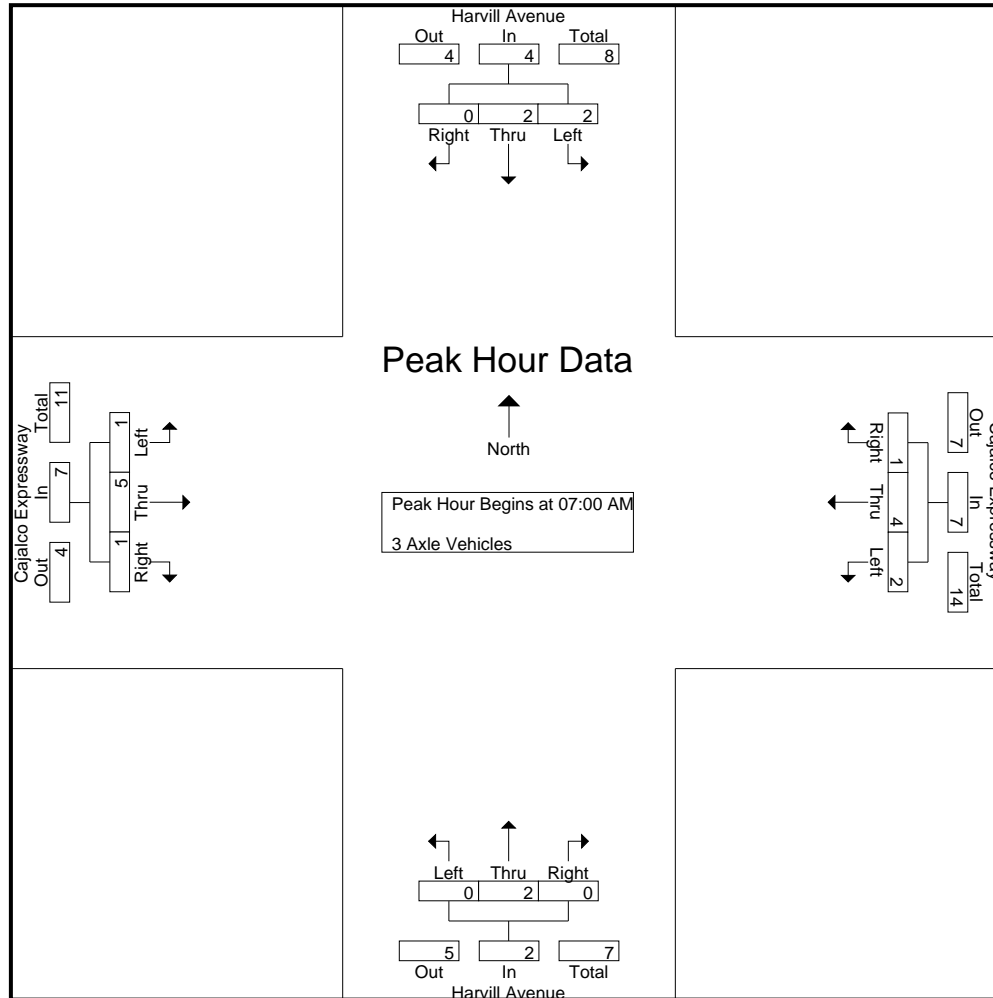 Harvill Avenue
Out In Total
4 4 8
0 2 2
Right Thru Left
Peak Hour Data
North
Peak Hour Begins at 07:00 AM
3 Axle Vehicles
Cajalco Expressway
Out In Total
4 7 11
1 5 1
Left Thru Right
Cajalco Expressway
Out In Total
7 7 14
1 4 2
Right Thru Left
Left Thru Right
0 2 0
5 2 7
Out In Total
Harvill Avenue